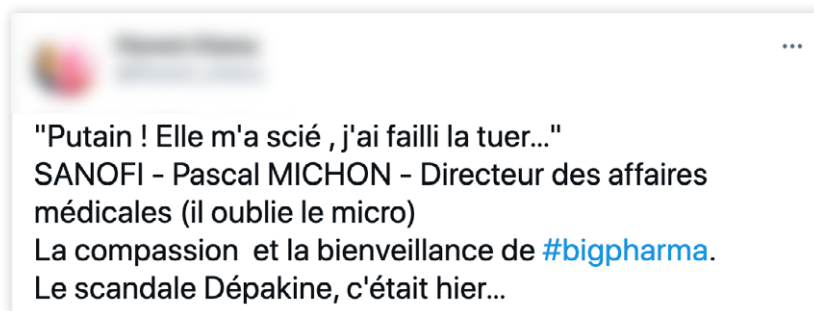 "Putain ! Elle m'a scié , j'ai failli la tuer..."
SANOFI - Pascal MICHON - Directeur des affaires
médicales (il oublie le micro)
La compassion  et la bienveillance de #bigpharma.
Le scandale Dépakine, c'était hier...